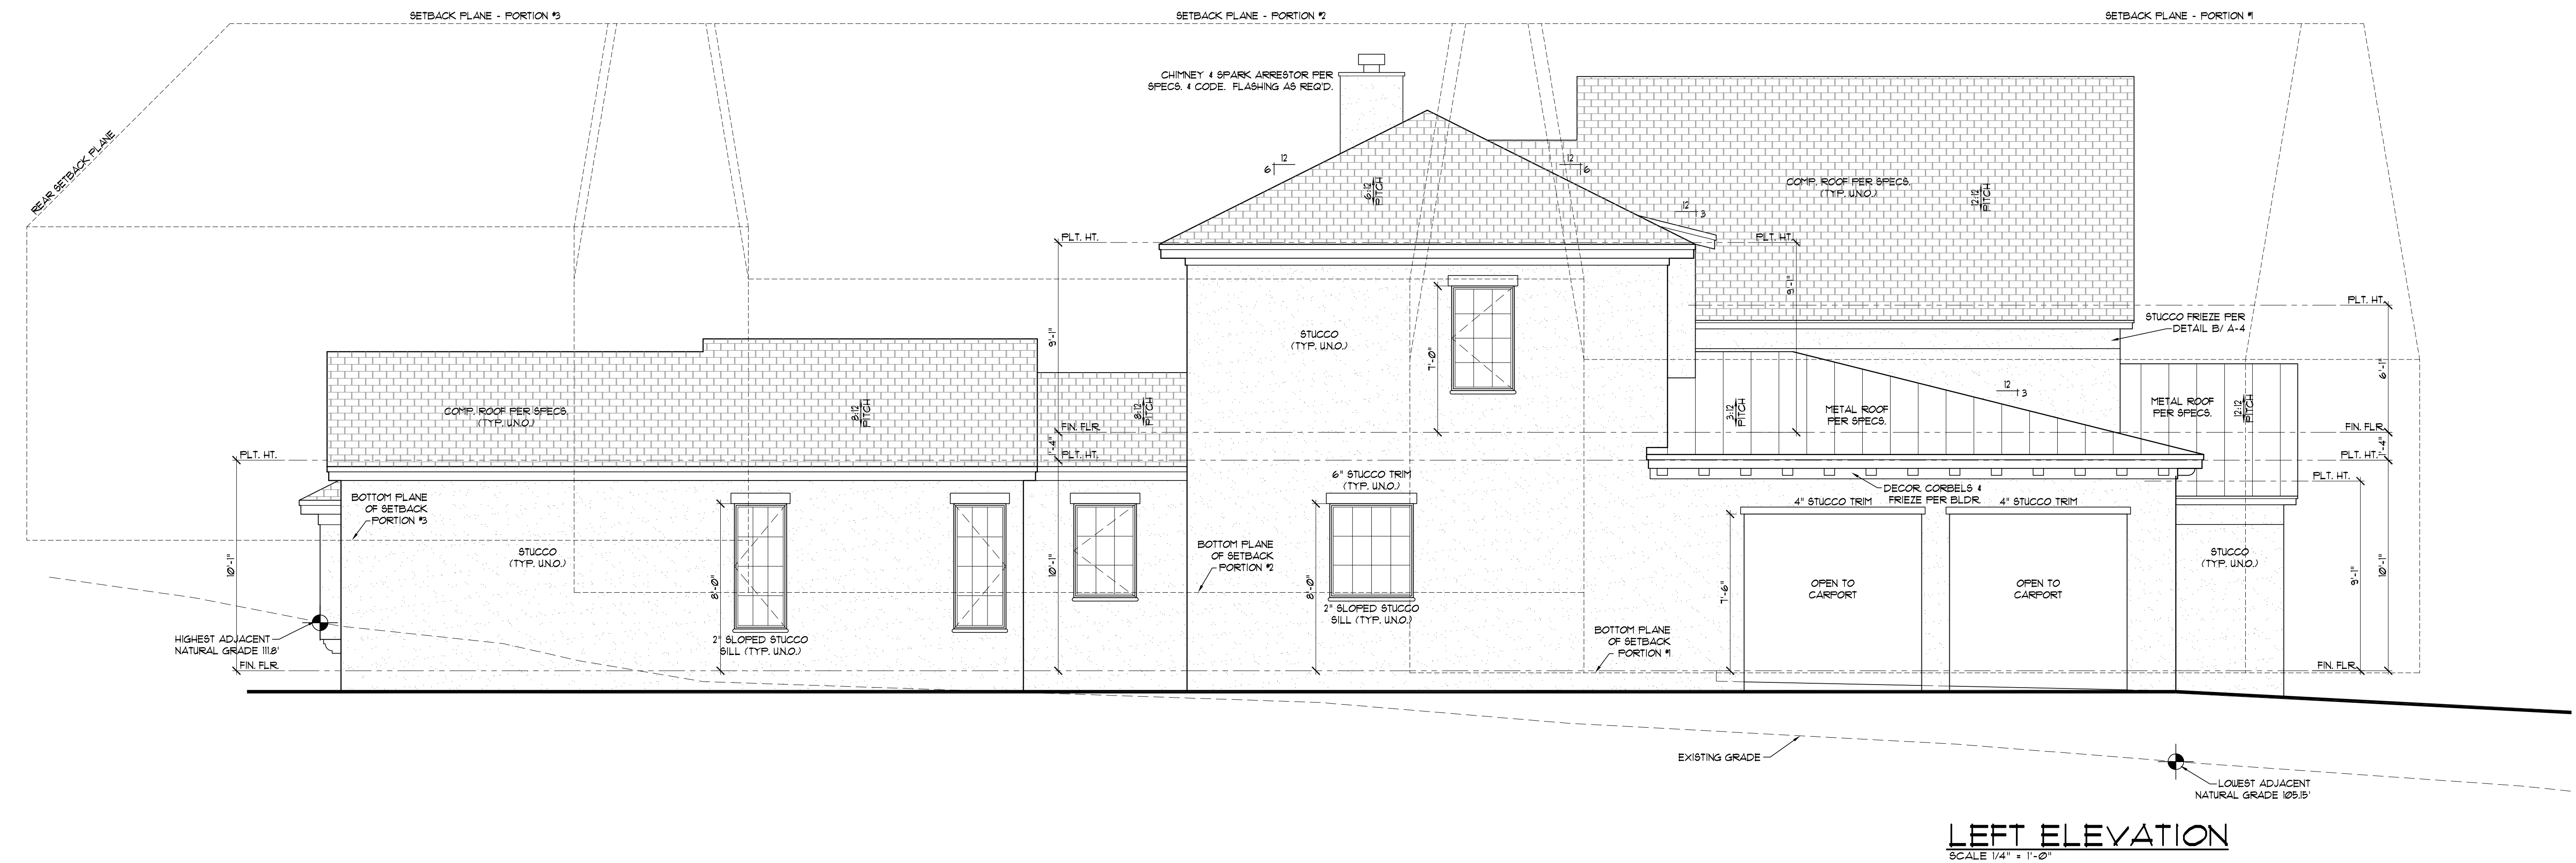 SETBACK PLANE - PORTION #3
SETBACK PLANE - PORTION #2
SETBACK PLANE - PORTION #1
REAR SETBACK PLANE
CHIMNEY & SPARK ARRESTOR PER
SPECS. & CODE. FLASHING AS REQ'D.
12
6
12
6
6:12
PITCH
12
3
COMP. ROOF PER SPECS.
(TYP. U.N.O.)
12:12
PITCH
PLT. HT.
PLT. HT.
9'-1"
9'-1"
PLT. HT.
STUCCO FRIEZE PER
DETAIL B/ A-4
6'-1"
STUCCO
(TYP. U.N.O.)
7'-0"
12
3
COMP. ROOF PER SPECS.
(TYP. U.N.O.)
8:12
PITCH
8:12
PITCH
3:12
PITCH
METAL ROOF
PER SPECS.
METAL ROOF
PER SPECS.
12:12
PITCH
FIN. FLR.
FIN. FLR.
1'-4"
1'-4"
PLT. HT.
PLT. HT.
PLT. HT.
PLT. HT.
6" STUCCO TRIM
(TYP. U.N.O.)
DECOR CORBELS &
FRIEZE PER BLDR.
4" STUCCO TRIM
4" STUCCO TRIM
BOTTOM PLANE
OF SETBACK
PORTION #3
STUCCO
(TYP. U.N.O.)
BOTTOM PLANE
OF SETBACK
PORTION #2
STUCCO
(TYP. U.N.O.)
10'-1"
8'-0"
10'-1"
8'-0"
7'-6"
9'-1"
10'-1"
OPEN TO
CARPORT
OPEN TO
CARPORT
2" SLOPED STUCCO
SILL (TYP. U.N.O.)
2" SLOPED STUCCO
SILL (TYP. U.N.O.)
BOTTOM PLANE
OF SETBACK
PORTION #1
HIGHEST ADJACENT
NATURAL GRADE 111.8'
FIN. FLR.
FIN. FLR.
EXISTING GRADE
LOWEST ADJACENT
NATURAL GRADE 105.15'
LEFT ELEVATION
SCALE 1/4" = 1'-0"